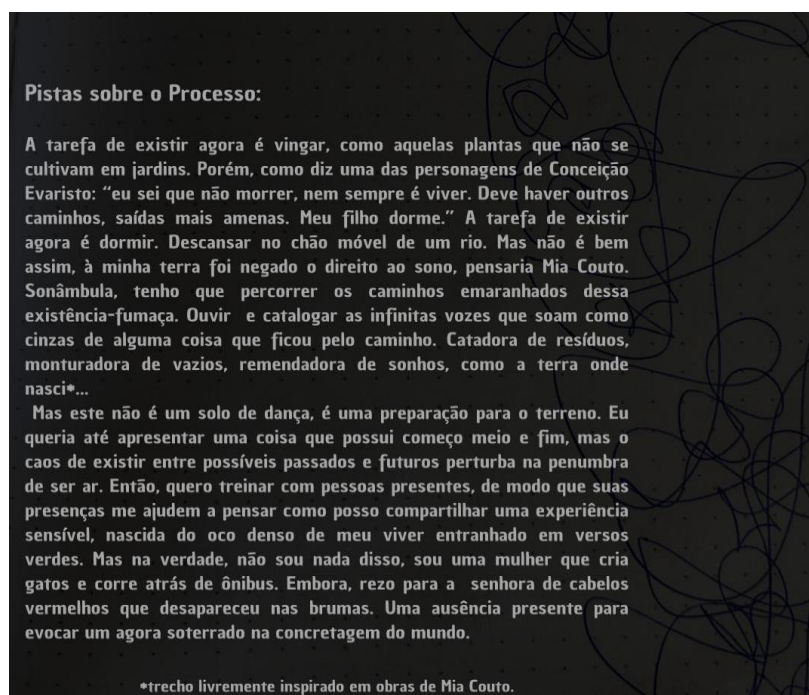 Pistas sobre o Processo:
A tarefa de existir agora é vingar, como aquelas plantas que não se
cultivam em jardins. Porém, como diz uma das personagens de Conceição
Evaristo: “eu sei que não morrer, nem sempre é viver. Deve haver outros
caminhos, saídas mais amenas. Meu filho dorme.” A tarefa de existir
agora é dormir. Descansar no chão móvel de um rio. Mas não é bem
assim, à minha terra foi negado o direito ao sono, pensaria Mia Couto.
Sonâmbula, tenho que percorrer os caminhos emaranhados dessa
existência-fumaça. Ouvir e catalogar as infinitas vozes que soam como
cinzas de alguma coisa que ficou pelo caminho. Catadora de resíduos,
monturadora de vazios, remendadora de sonhos, como a terra onde
nasci*...
Mas este não é um solo de dança, é uma preparação para o terreno. Eu
queria até apresentar uma coisa que possui começo meio e fim, mas o
caos de existir entre possíveis passados e futuros perturba na penumbra
de ser ar. Então, quero treinar com pessoas presentes, de modo que suas
presenças me ajudem a pensar como posso compartilhar uma experiência
sensível, nascida do oco denso de meu viver entranhado em versos
verdes. Mas na verdade, não sou nada disso, sou uma mulher que cria
gatos e corre atrás de ônibus. Embora, rezo para a senhora de cabelos
vermelhos que desapareceu nas brumas. Uma ausência presente para
evocar um agora soterrado na concretagem do mundo.
*trecho livremente inspirado em obras de Mia Couto.